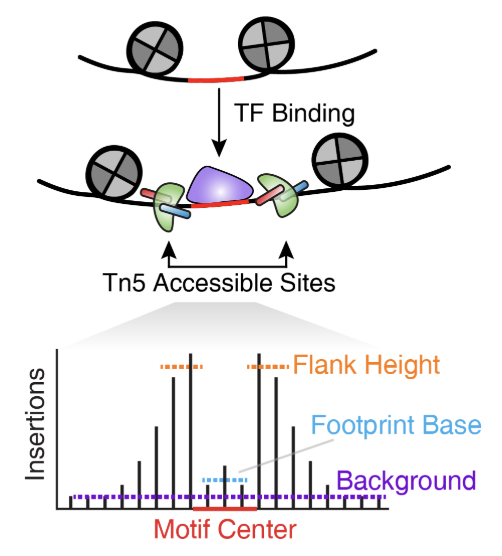 TF Binding
Tn5 Accessible Sites
Insertions
Flank Height
Footprint Base
Background
Motif Center